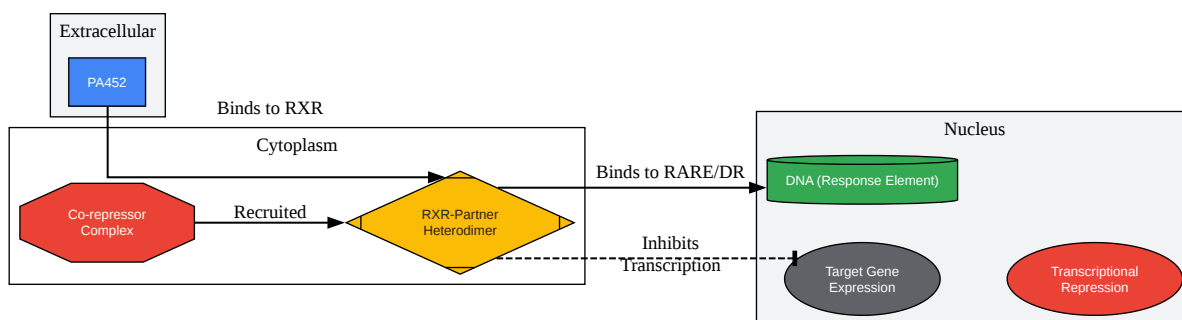 Extracellular
PA452
Binds to RXR
Cytoplasm
Co-repressor
Complex
Recruited
RXR-Partner
Heterodimer
Binds to RARE/DR
Inhibits
Transcription
Nucleus
DNA (Response Element)
Target Gene
Expression
Transcriptional
Repression